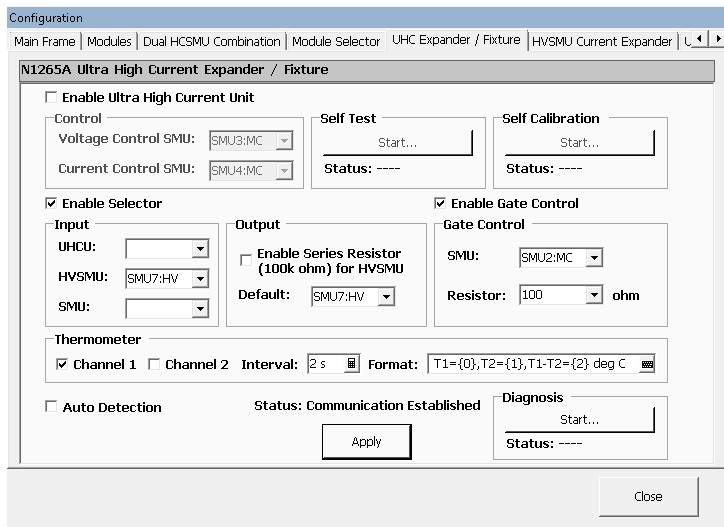 Configuration
Main Frame Modules Dual HCSMU Combination Module Selector UHC Expander / Fixture HVSMU Current Expander
N1265A Ultra High Current Expander / Fixture
Enable Ultra High Current Unit
Control
Voltage Control SMU: SMU3:MC
Current Control SMU: SMU4:MC
Self Test
Start...
Status: ----
Self Calibration
Start...
Status: ----
Enable Selector
Enable Gate Control
Input
UHCU:
HVSMU: SMU7:HV
SMU:
Output
Enable Series Resistor
(100k ohm) for HVSMU
Default: SMU7:HV
Gate Control
SMU: SMU2:MC
Resistor: 100 ohm
Thermometer
Channel 1 Channel 2 Interval: 2 s Format: T1={0},T2={1},T1-T2={2} deg C
Auto Detection
Status: Communication Established
Apply
Diagnosis
Start...
Status: ----
Close